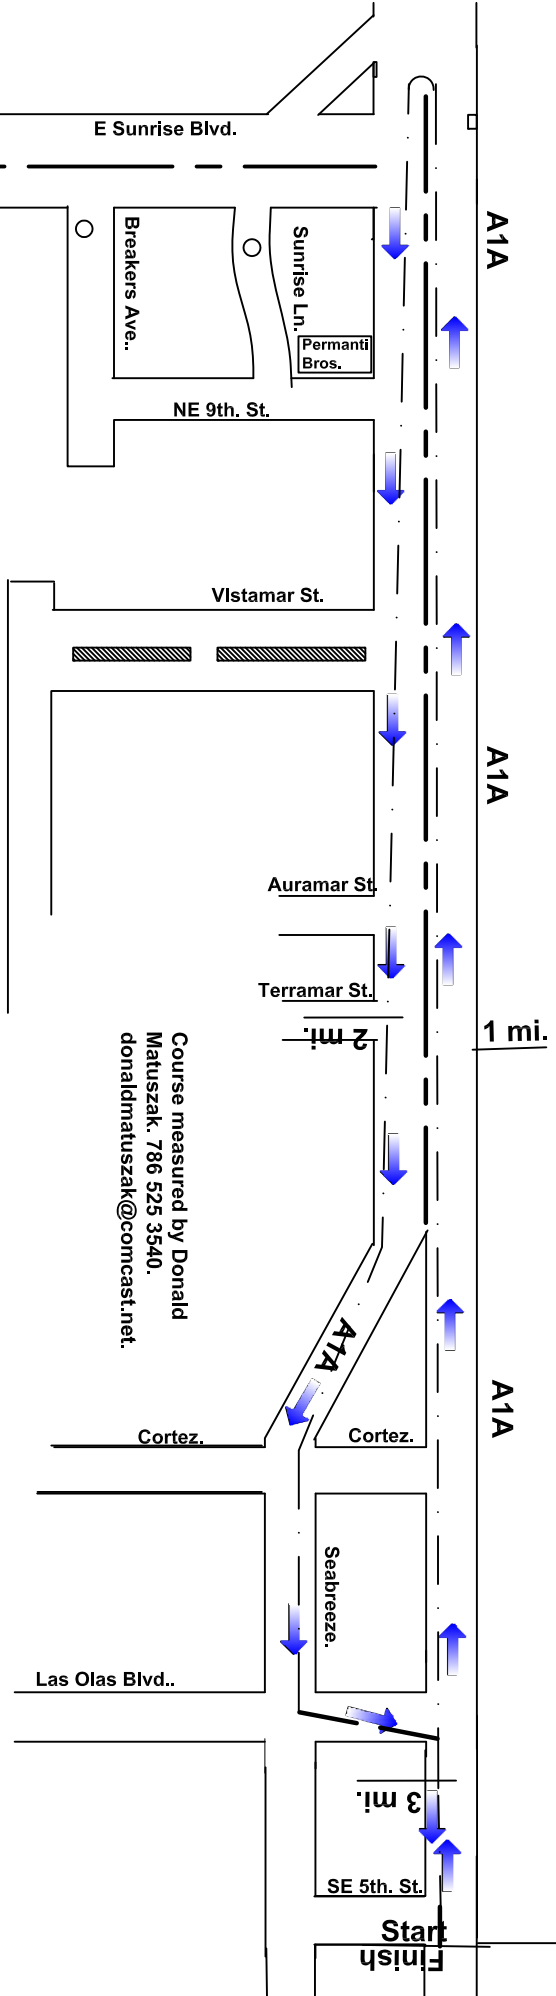 E Sunrise Blvd.
A1A
Breakers Ave..
Sunrise Ln.
Permanti
Bros.
NE 9th. St.
VIstamar St.
A1A
Auramar St.
Terramar St.
2 mi.
1 mi.
Course measured by Donald
Matuszak. 786 525 3540.
donaldmatuszak@comcast.net.
A1A
A1A
Cortez.
Cortez.
Seabreeze.
Las Olas Blvd..
3 mi.
SE 5th. St.
Start
Finish